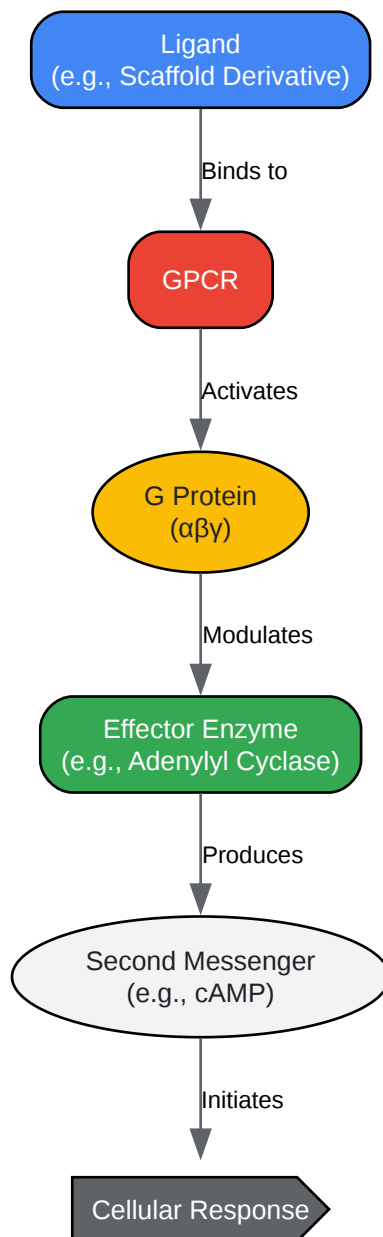 Ligand
(e.g., Scaffold Derivative)
Binds to
GPCR
Activates
G Protein
(αβγ)
Modulates
Effector Enzyme
(e.g., Adenylyl Cyclase)
Produces
Second Messenger
(e.g., cAMP)
Initiates
Cellular Response